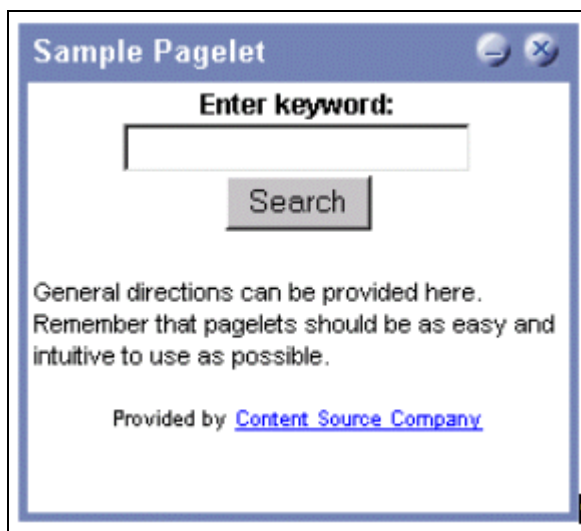 Sample Pagelet
Enter keyword:
Search
General directions can be provided here.
Remember that pagelets should be as easy and
intuitive to use as possible.
Provided by Content Source Company